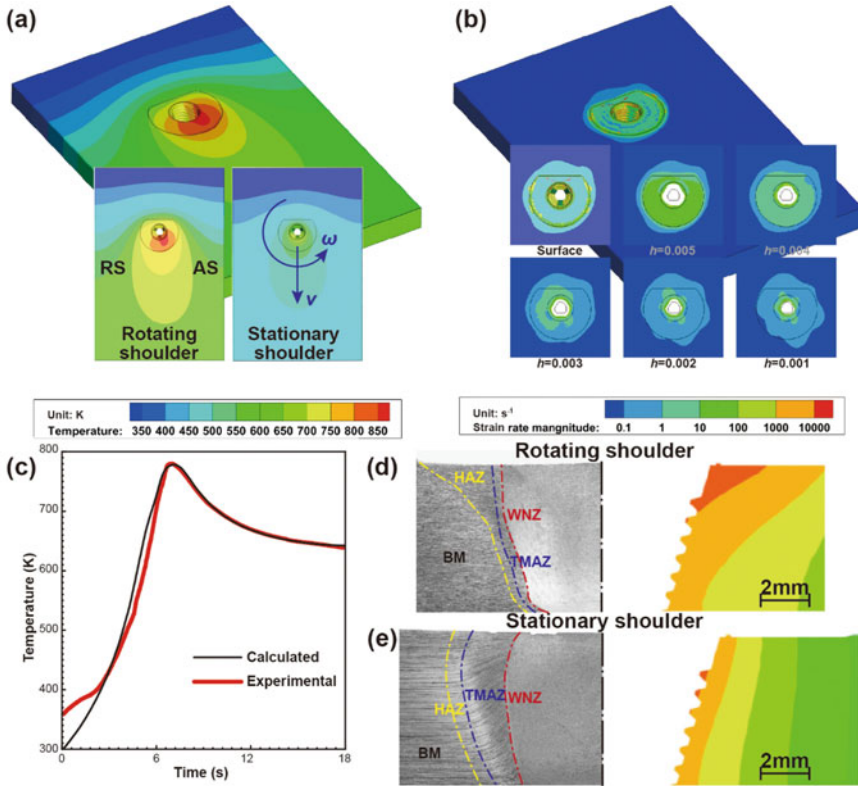 (a)
RS
AS
Rotating
shoulder
ω
v
Stationary
shoulder
(b)
Surface
h=0.005
h=0.004
h=0.003
h=0.002
h=0.001
Unit: K
Temperature: 350 400 450 500 550 600 650 700 750 800 850
Unit: s⁻¹
Strain rate mangnitude: 0.1 1 10 100 1000 10000
(c)
800
700
600
500
400
300
Temperature (K)
Calculated
Experimental
0 6 12 18
Time (s)
Rotating shoulder
(d)
HAZ
WNZ
BM
TMAZ
2mm
Stationary shoulder
(e)
TMAZ
WNZ
HAZ
BM
2mm